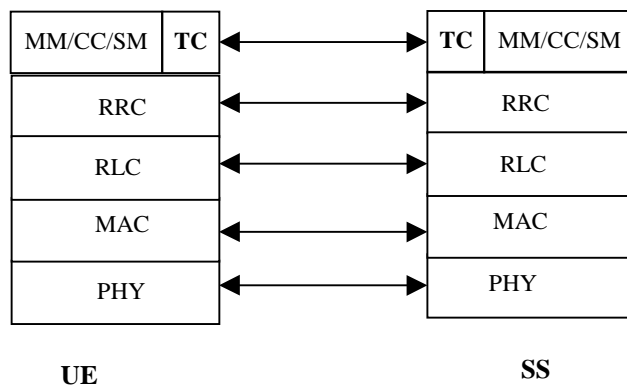 MM/CC/SM TC TC MM/CC/SM
RRC RRC
RLC RLC
MAC MAC
PHY PHY
UE SS